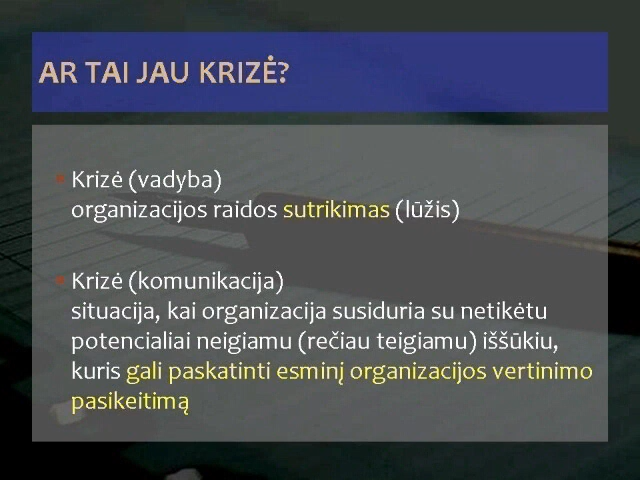 AR TAI JAU KRIZĖ?
Krizė (vadyba)
organizacijos raidos sutrikimas (lūžis)
Krizė (komunikacija)
situacija, kai organizacija susiduria su netikėtu
potencialiai neigiamu (rečiau teigiamu) iššūkiu,
kuris gali paskatinti esminį organizacijos vertinimo
pasikeitimą